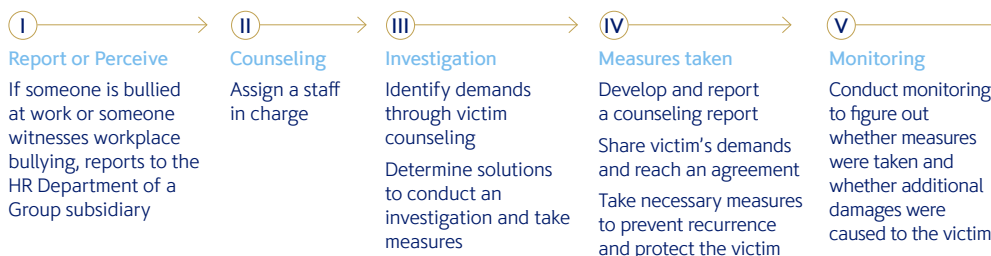 I
Report or Perceive
If someone is bullied
at work or someone
witnesses workplace
bullying, reports to the
HR Department of a
Group subsidiary
II
Counseling
Assign a staff
in charge
III
Investigation
Identify demands
through victim
counseling
Determine solutions
to conduct an
investigation and take
measures
IV
Measures taken
Develop and report
a counseling report
Share victim's demands
and reach an agreement
Take necessary measures
to prevent recurrence
and protect the victim
V
Monitoring
Conduct monitoring
to figure out
whether measures
were taken and
whether additional
damages were
caused to the victim